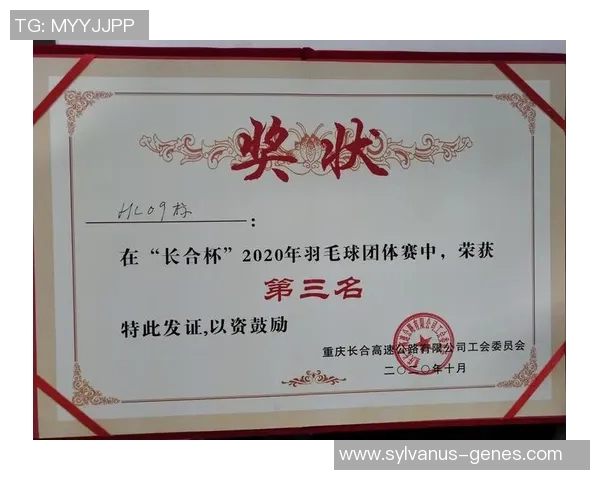 TG: MYYJJPP
奖状
HL09栋：
在“长合杯”2020年羽毛球团体赛中，荣获
第三名
特此发证,以资鼓励
重庆长合高速公路有限公司工会委员会
二〇二〇年十月
www.sylvanus-genes.com